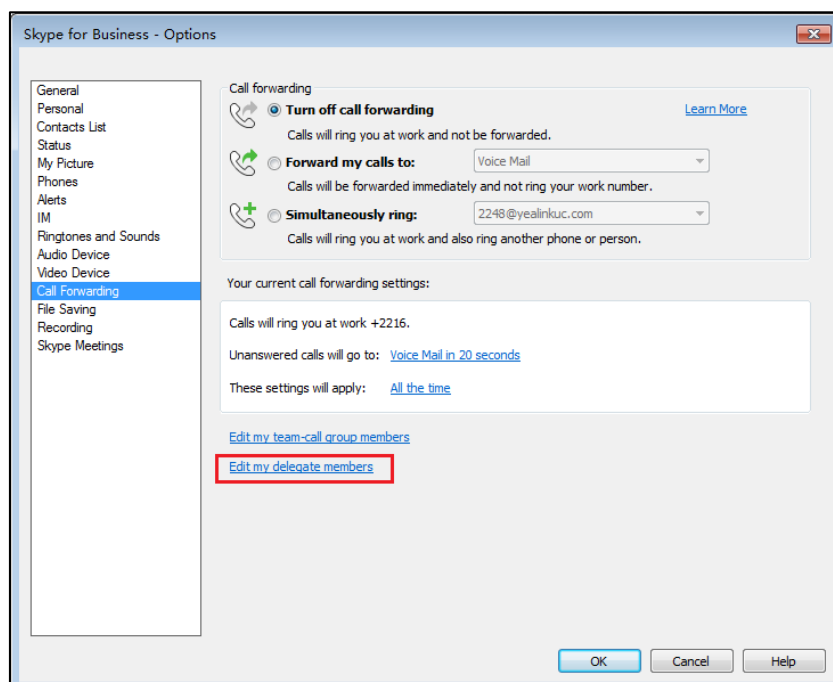 Skype for Business - Options
General
Personal
Contacts List
Status
My Picture
Phones
Alerts
IM
Ringtones and Sounds
Audio Device
Video Device
Call Forwarding
File Saving
Recording
Skype Meetings
Call forwarding
Turn off call forwarding
Learn More
Calls will ring you at work and not be forwarded.
Forward my calls to:
Voice Mail
Calls will be forwarded immediately and not ring your work number.
Simultaneously ring:
2248@yealinkuc.com
Calls will ring you at work and also ring another phone or person.
Your current call forwarding settings:
Calls will ring you at work +2216.
Unanswered calls will go to: Voice Mail in 20 seconds
These settings will apply: All the time
Edit my team-call group members
Edit my delegate members
OK
Cancel
Help